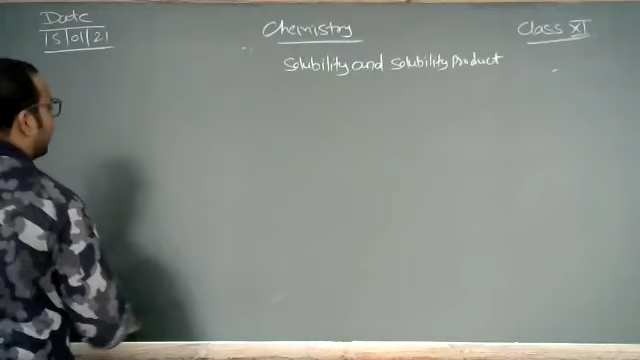 Date
15/01/21
Chemistry
Class XI
Solubility and solubility Product